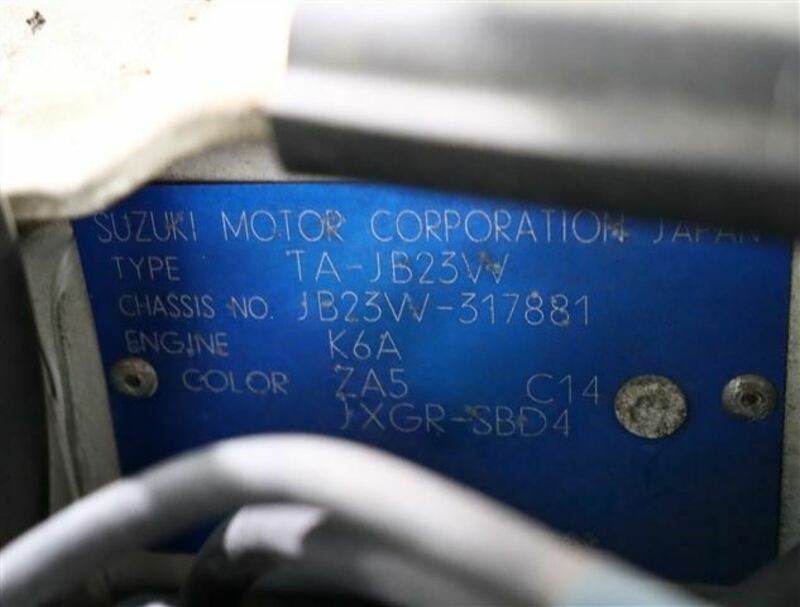 SUZUKI MOTOR CORPORATION JAPAN
TYPE TA-JB23W
CHASSIS NO. JB23W-317881
ENGINE K6A
COLOR ZA5 C14
JXGR-SBD4